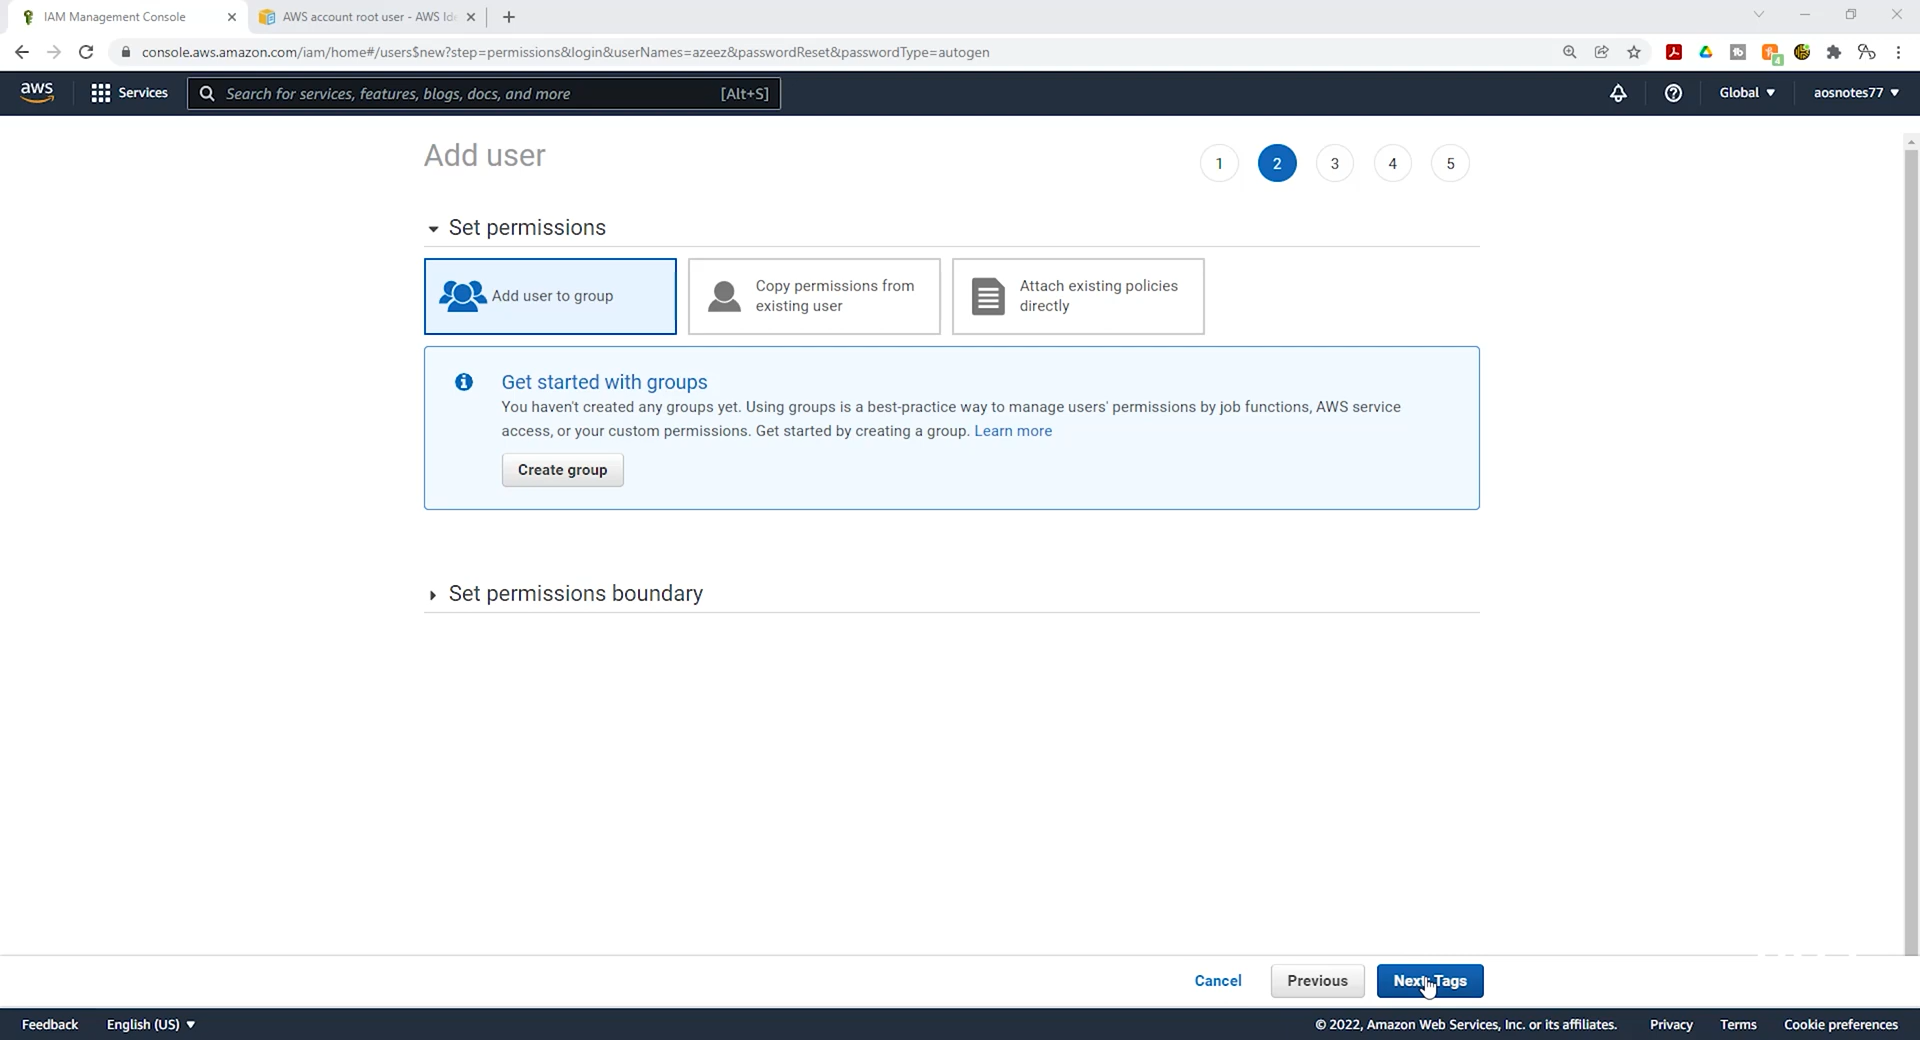 IAM Management Console
AWS account root user - AWS Ide
console.aws.amazon.com/iam/home#/users$new?step=permissions&login&userNames=azeez&passwordReset&passwordType=autogen
4
aws
Services
Search for services, features, blogs, docs, and more
[Alt+S]
Global
aosnotes77
Add user
1
2
3
4
5
Set permissions
Add user to group
Copy permissions from
existing user
Attach existing policies
directly
Get started with groups
You haven't created any groups yet. Using groups is a best-practice way to manage users' permissions by job functions, AWS service
access, or your custom permissions. Get started by creating a group. Learn more
Create group
Set permissions boundary
Cancel
Previous
Next: Tags
Feedback
English (US)
© 2022, Amazon Web Services, Inc. or its affiliates.
Privacy
Terms
Cookie preferences